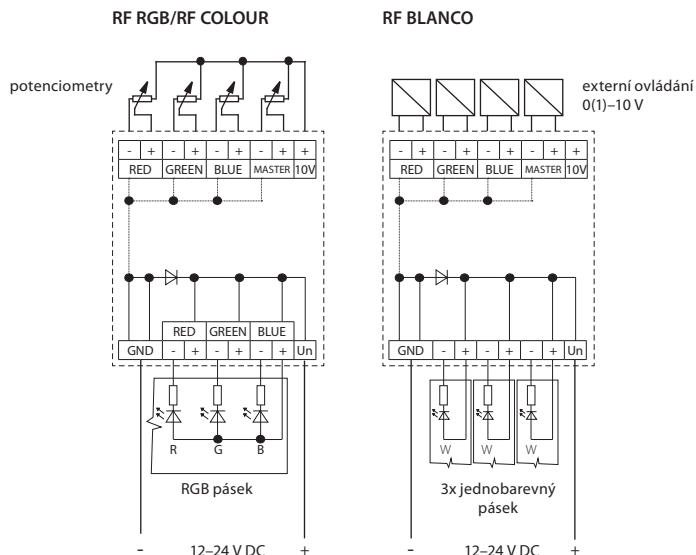 RF RGB/RF COLOUR
potenciometry
- + - + - + - + +
RED GREEN BLUE MASTER 10V
RED GREEN BLUE
GND - + - + - + Un
R G B
RGB pásek
- 12–24 V DC +
RF BLANCO
externí ovládání
0(1)–10 V
- + - + - + - + +
RED GREEN BLUE MASTER 10V
GND - + - + - + Un
W W W
3x jednobarevný
pásek
- 12–24 V DC +